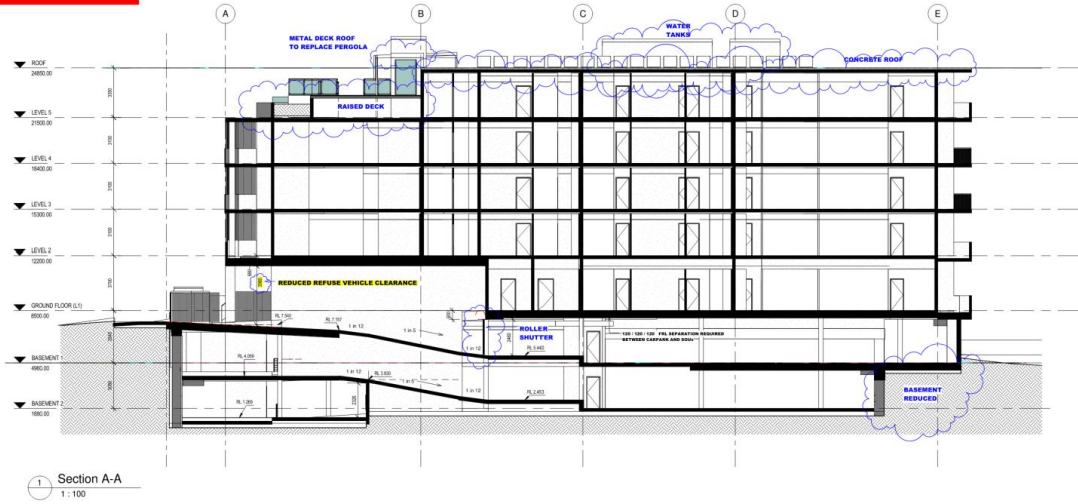 A
B
C
D
E
METAL DECK ROOF
TO REPLACE PERGOLA
WATER
TANKS
CONCRETE ROOF
ROOF
24850.00
RAISED DECK
LEVEL 5
21500.00
LEVEL 4
18400.00
3100
LEVEL 3
15300.00
3100
LEVEL 2
12200.00
REDUCED REFUSE VEHICLE CLEARANCE
3700
GROUND FLOOR (L1)
8500.00
RL 7.540
RL 7.157
1 in 12
1 in 5
1 in 12
ROLLER
SHUTTER
RL 5.460
120 / 120 / 120 FRL SEPARATION REQUIRED
BETWEEN CARPARK AND SOUs
BASEMENT 1
RL 4.059
1 in 12
RL 3.830
1 in 5
1 in 12
RL 2.453
BASEMENT
REDUCED
BASEMENT 2
RL 1.269
1
Section A-A
1 : 100